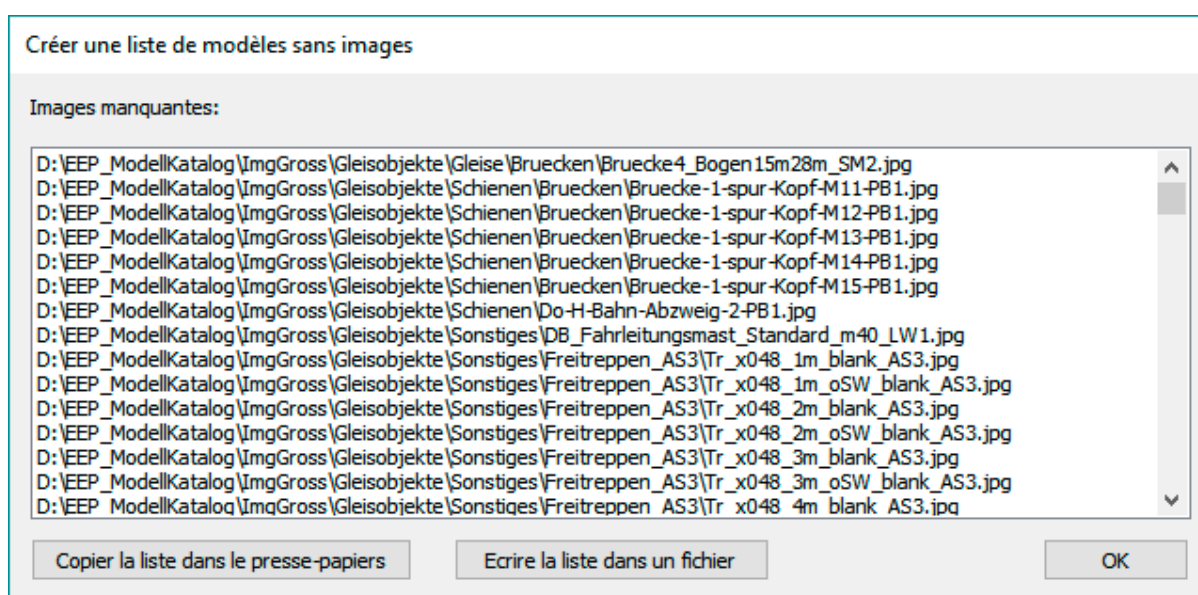 Créer une liste de modèles sans images
Images manquantes:
D:\EEP_ModellKatalog\ImgGross\Gleisobjekte\Gleise\Bruecken\Bruecke4_Bogen15m28m_SM2.jpg
D:\EEP_ModellKatalog\ImgGross\Gleisobjekte\Schienen\Bruecken\Bruecke-1-spur-Kopf-M11-PB1.jpg
D:\EEP_ModellKatalog\ImgGross\Gleisobjekte\Schienen\Bruecken\Bruecke-1-spur-Kopf-M12-PB1.jpg
D:\EEP_ModellKatalog\ImgGross\Gleisobjekte\Schienen\Bruecken\Bruecke-1-spur-Kopf-M13-PB1.jpg
D:\EEP_ModellKatalog\ImgGross\Gleisobjekte\Schienen\Bruecken\Bruecke-1-spur-Kopf-M14-PB1.jpg
D:\EEP_ModellKatalog\ImgGross\Gleisobjekte\Schienen\Bruecken\Bruecke-1-spur-Kopf-M15-PB1.jpg
D:\EEP_ModellKatalog\ImgGross\Gleisobjekte\Schienen\Do-H-Bahn-Abzweig-2-PB1.jpg
D:\EEP_ModellKatalog\ImgGross\Gleisobjekte\Sonstiges\DB_Fahrleitungsmast_Standard_m40_LW1.jpg
D:\EEP_ModellKatalog\ImgGross\Gleisobjekte\Sonstiges\Freitreppen_AS3\Tr_x048_1m_blank_AS3.jpg
D:\EEP_ModellKatalog\ImgGross\Gleisobjekte\Sonstiges\Freitreppen_AS3\Tr_x048_1m_oSW_blank_AS3.jpg
D:\EEP_ModellKatalog\ImgGross\Gleisobjekte\Sonstiges\Freitreppen_AS3\Tr_x048_2m_blank_AS3.jpg
D:\EEP_ModellKatalog\ImgGross\Gleisobjekte\Sonstiges\Freitreppen_AS3\Tr_x048_2m_oSW_blank_AS3.jpg
D:\EEP_ModellKatalog\ImgGross\Gleisobjekte\Sonstiges\Freitreppen_AS3\Tr_x048_3m_blank_AS3.jpg
D:\EEP_ModellKatalog\ImgGross\Gleisobjekte\Sonstiges\Freitreppen_AS3\Tr_x048_3m_oSW_blank_AS3.jpg
D:\EEP_ModellKatalog\ImgGross\Gleisobjekte\Sonstiges\Freitreppen_AS3\Tr_x048_4m_blank_AS3.jpg
Copier la liste dans le presse-papiers
Ecrire la liste dans un fichier
OK